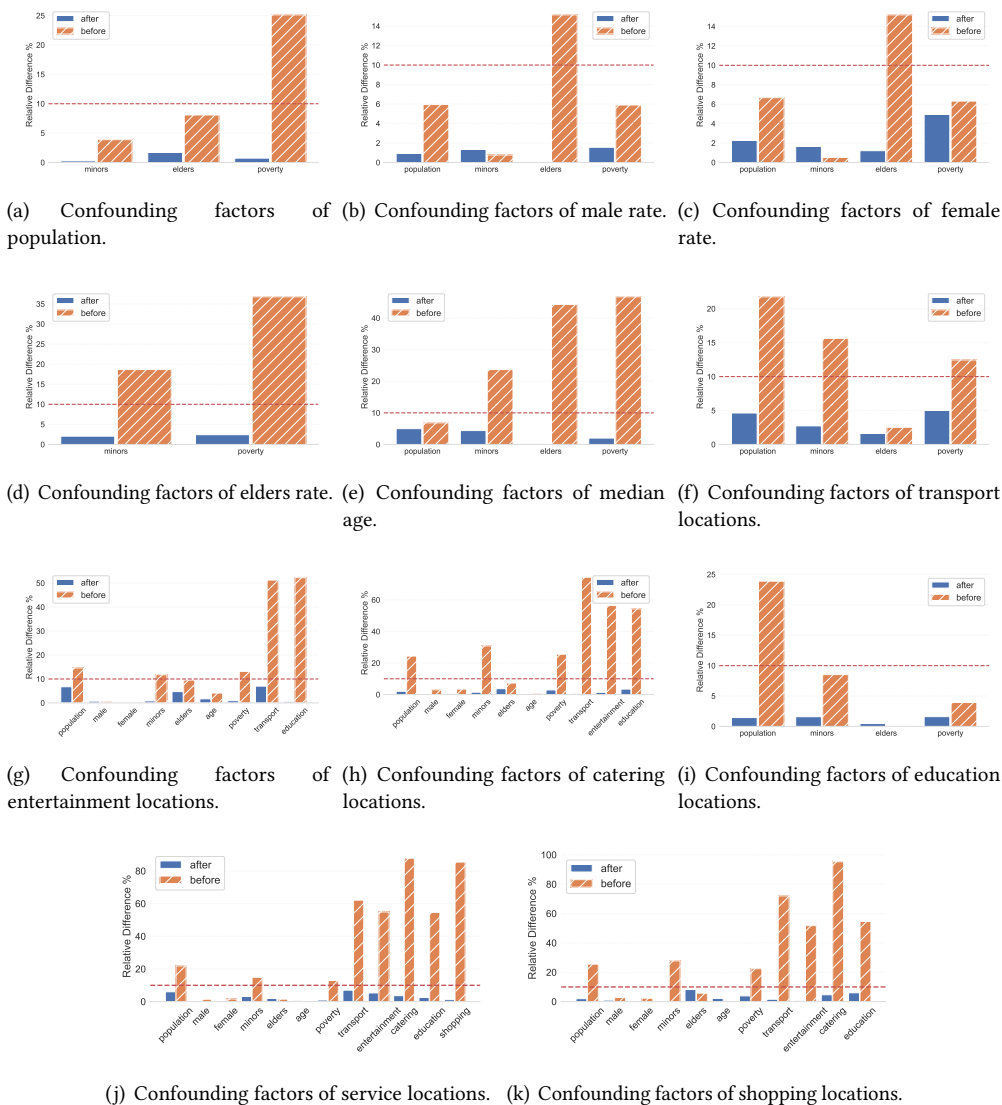 25
20
15
10
5
0
Relative Difference %
after
before
minors
elders
poverty
14
12
10
8
6
4
2
0
Relative Difference %
after
before
population
minors
elders
poverty
14
12
10
8
6
4
2
0
Relative Difference %
after
before
population
minors
elders
poverty
(a) Confounding factors of
population.
(b) Confounding factors of male rate.
(c) Confounding factors of female
rate.
35
30
25
20
15
10
5
0
Relative Difference %
after
before
minors
poverty
40
30
20
10
0
Relative Difference %
after
before
population
minors
elders
poverty
20
15
10
5
0
Relative Difference %
after
before
population
minors
elders
poverty
(d) Confounding factors of elders rate.
(e) Confounding factors of median
age.
(f) Confounding factors of transport
locations.
50
40
30
20
10
0
Relative Difference %
after
before
population
male
female
minors
elders
age
poverty
transport
education
60
40
20
0
Relative Difference %
after
before
population
male
female
minors
elders
age
poverty
transport
entertainment
education
25
20
15
10
5
0
Relative Difference %
after
before
population
minors
elders
poverty
(g) Confounding factors of
entertainment locations.
(h) Confounding factors of catering
locations.
(i) Confounding factors of education
locations.
80
60
40
20
0
Relative Difference %
after
before
population
male
female
minors
elders
age
poverty
transport
entertainment
catering
education
shopping
100
80
60
40
20
0
Relative Difference %
after
before
population
male
female
minors
elders
age
poverty
transport
entertainment
catering
education
(j) Confounding factors of service locations.
(k) Confounding factors of shopping locations.